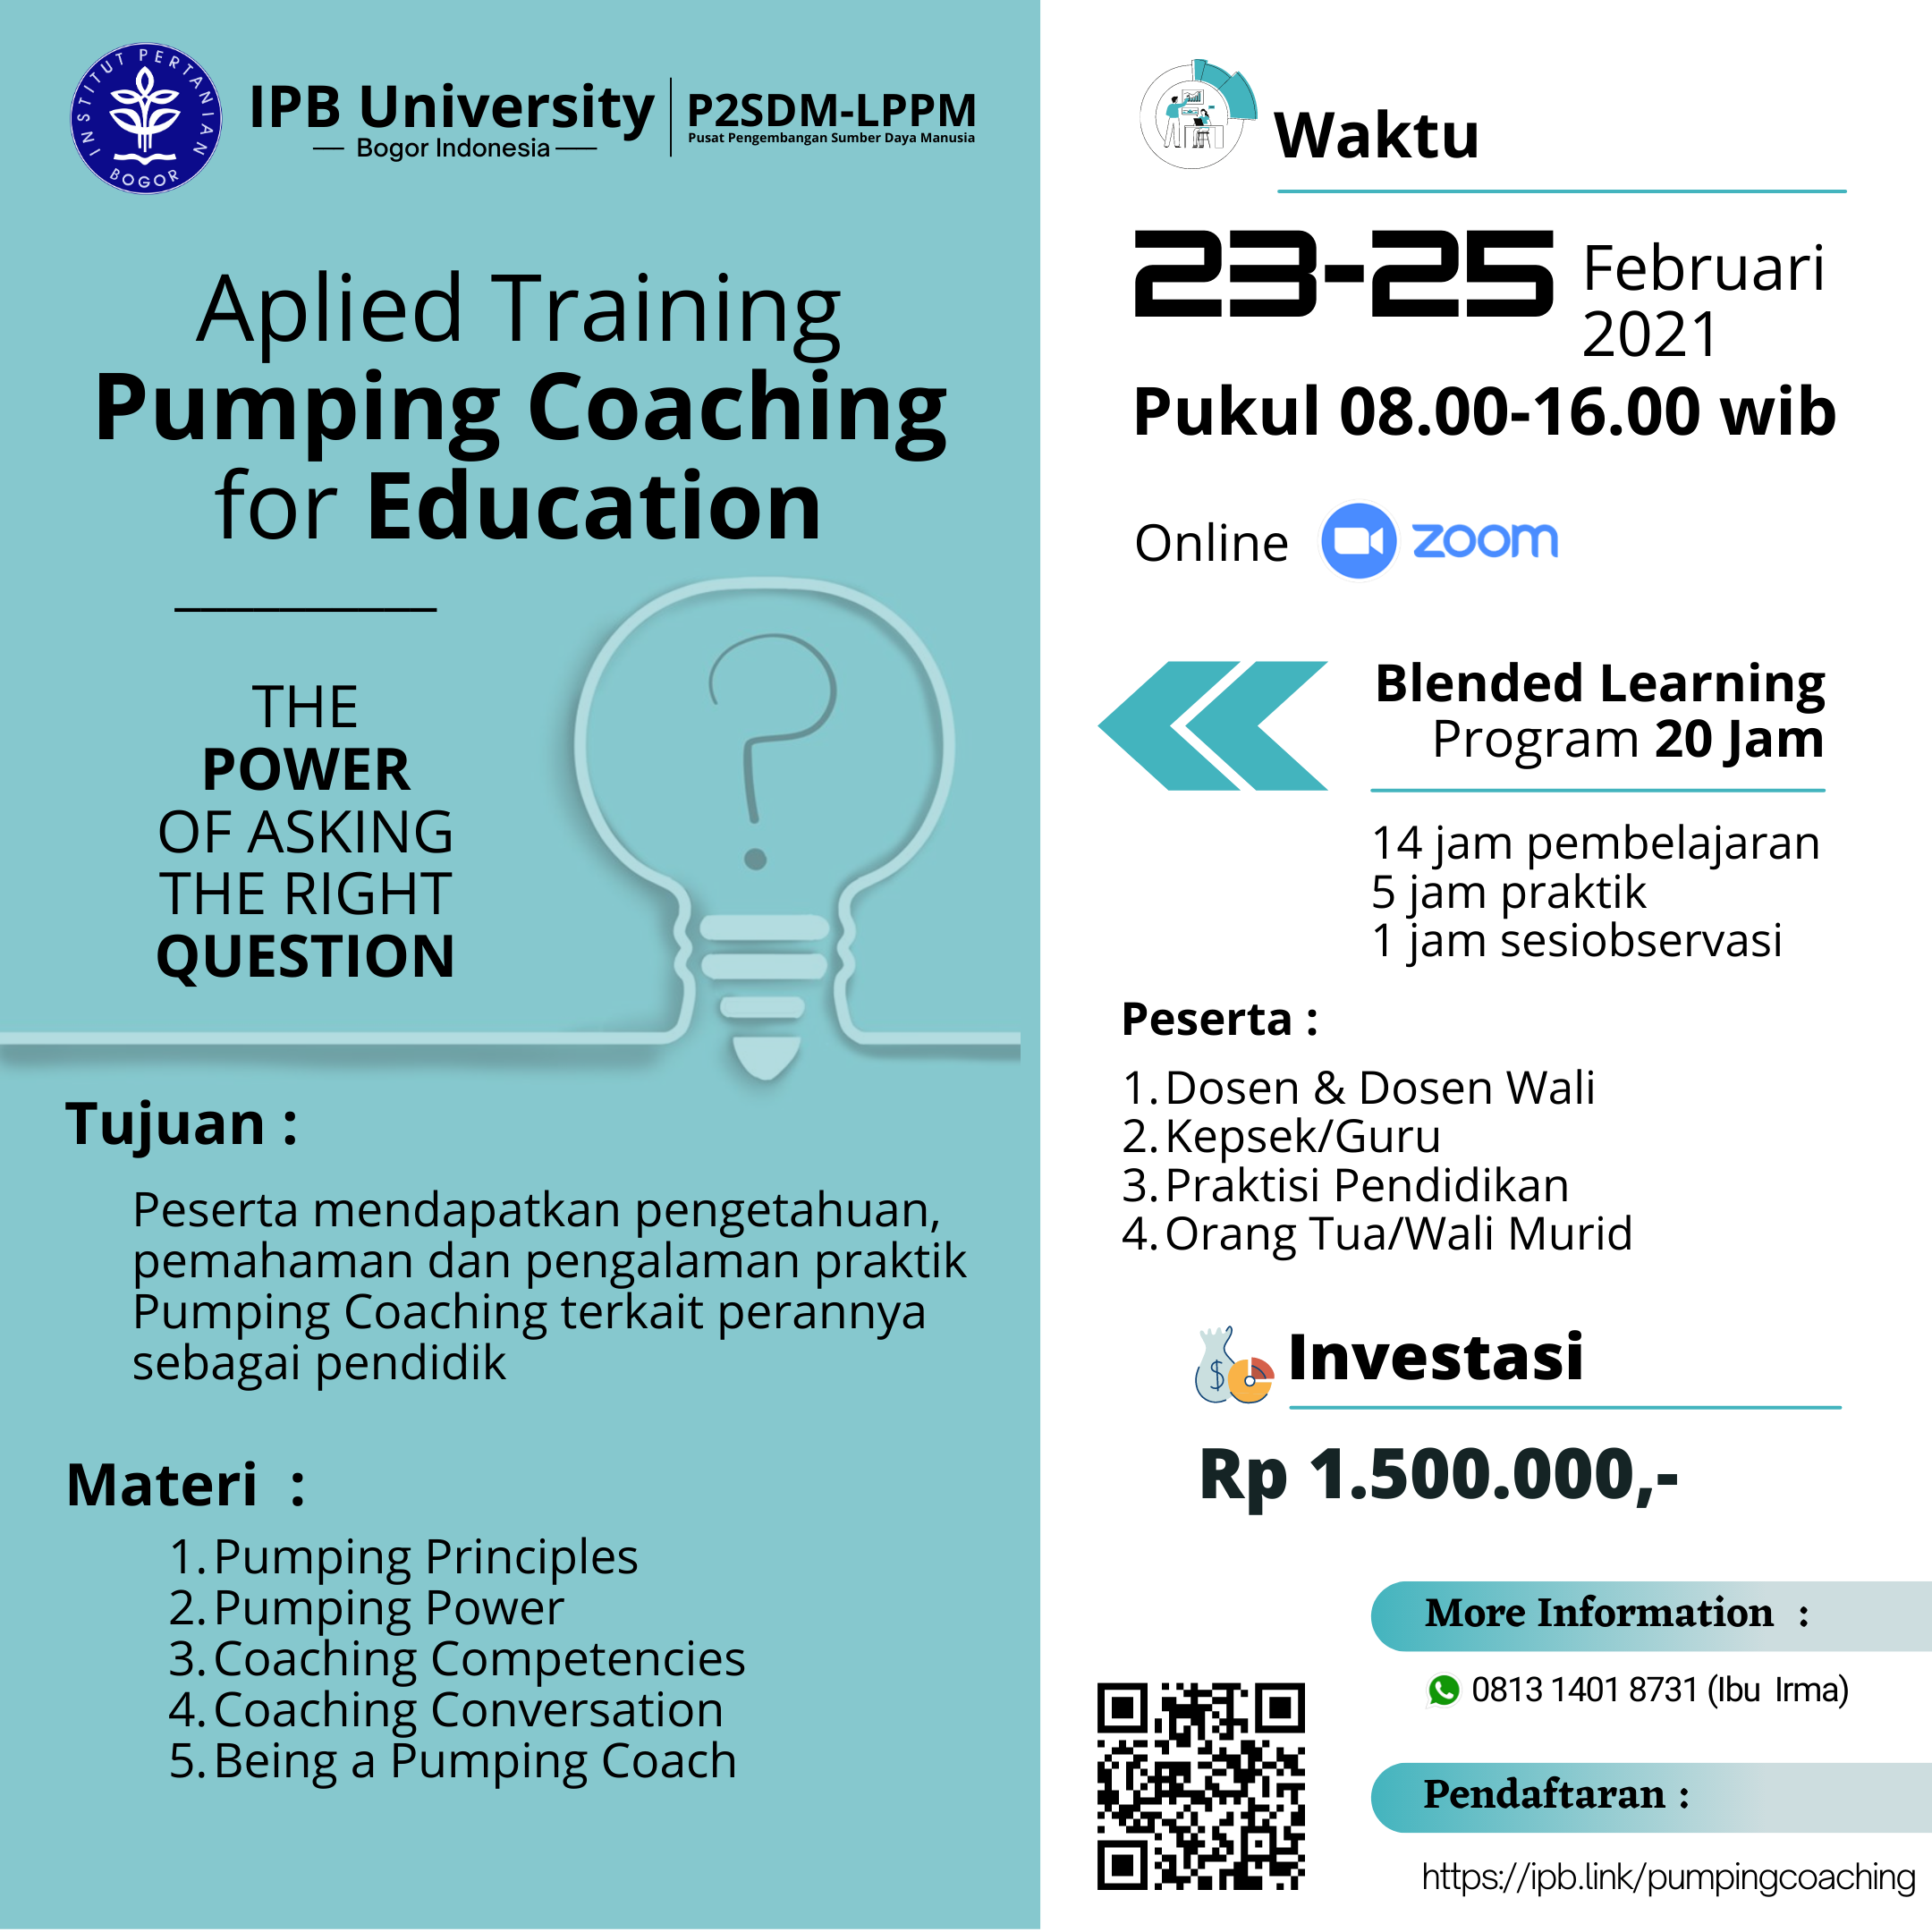 INSTITUT PERTANIAN
BOGOR
IPB University
Bogor Indonesia
P2SDM-LPPM
Pusat Pengembangan Sumber Daya Manusia
Aplied Training
Pumping Coaching
for Education
THE
POWER
OF ASKING
THE RIGHT
QUESTION
Tujuan :
Peserta mendapatkan pengetahuan,
pemahaman dan pengalaman praktik
Pumping Coaching terkait perannya
sebagai pendidik
Materi :
1. Pumping Principles
2. Pumping Power
3. Coaching Competencies
4. Coaching Conversation
5. Being a Pumping Coach
Waktu
23-25 Februari
2021
Pukul 08.00-16.00 wib
Online zoom
Blended Learning
Program 20 Jam
14 jam pembelajaran
5 jam praktik
1 jam sesiobservasi
Peserta :
1. Dosen & Dosen Wali
2. Kepsek/Guru
3. Praktisi Pendidikan
4. Orang Tua/Wali Murid
Investasi
Rp 1.500.000,-
More Information :
0813 1401 8731 (Ibu Irma)
Pendaftaran :
https://ipb.link/pumpingcoaching